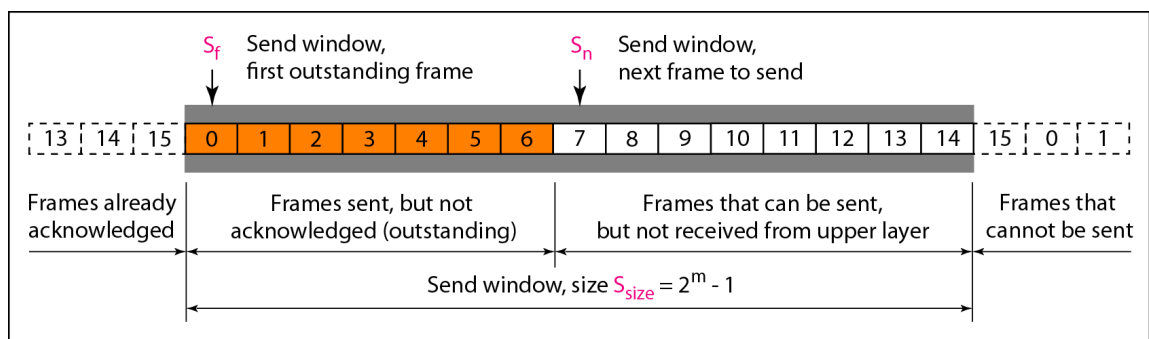 Sf Send window,
first outstanding frame
Sn Send window,
next frame to send
13 14 15 0 1 2 3 4 5 6 7 8 9 10 11 12 13 14 15 0 1
Frames already
acknowledged
Frames sent, but not
acknowledged (outstanding)
Frames that can be sent,
but not received from upper layer
Frames that
cannot be sent
Send window, size Ssize = 2^m - 1